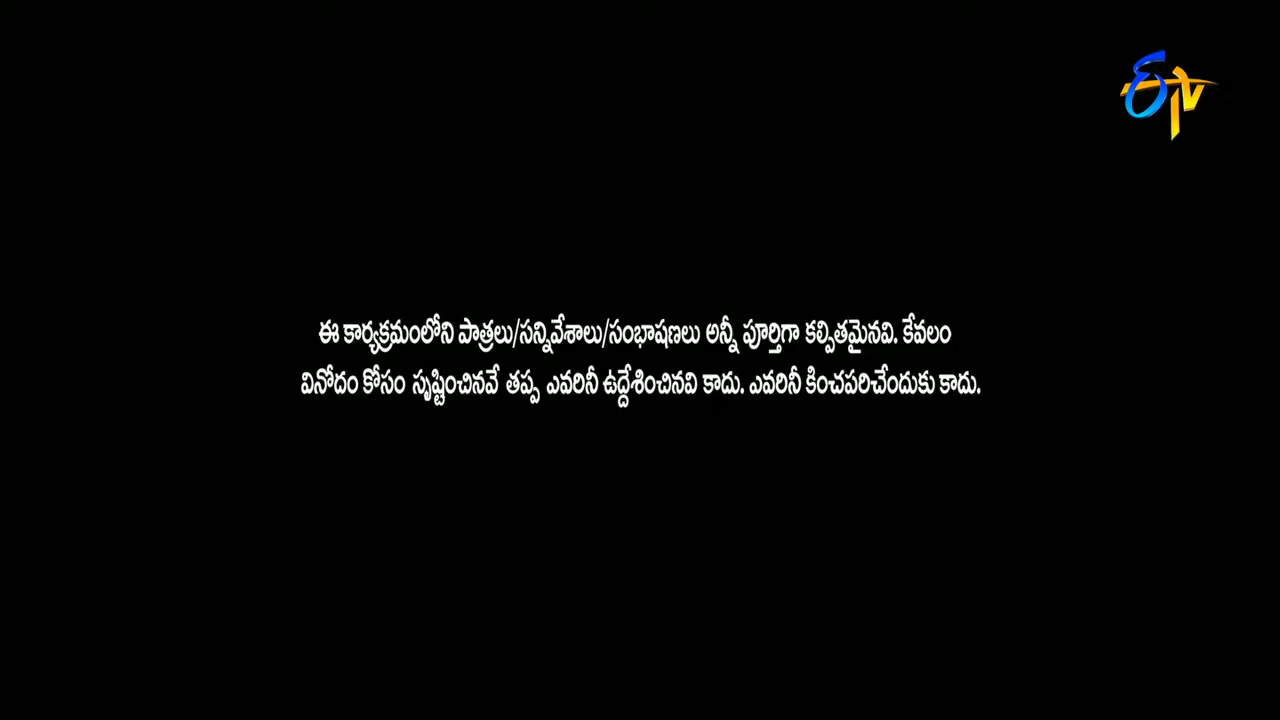 ETV
ఈ కార్యక్రమంలోని పాత్రలు/సన్నివేశాలు/సంభాషణలు అన్నీ పూర్తిగా కల్పితమైనవి. కేవలం
వినోదం కోసం సృష్టించినవే తప్ప ఎవరినీ ఉద్దేశించినవి కాదు. ఎవరినీ కించపరిచేందుకు కాదు.